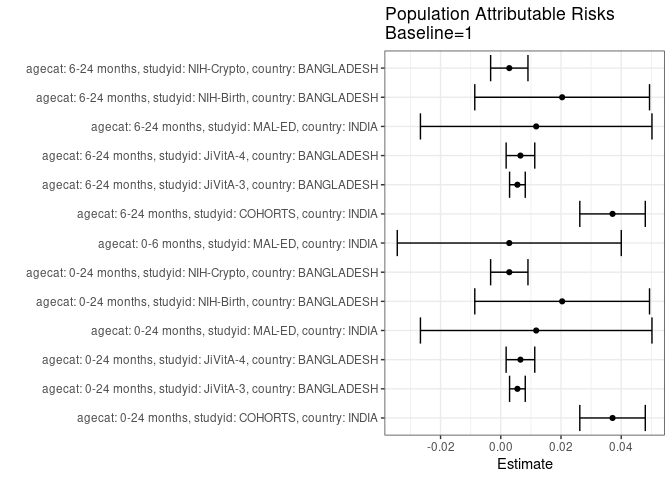 Population Attributable Risks
Baseline=1
agecat: 6-24 months, studyid: NIH-Crypto, country: BANGLADESH
agecat: 6-24 months, studyid: NIH-Birth, country: BANGLADESH
agecat: 6-24 months, studyid: MAL-ED, country: INDIA
agecat: 6-24 months, studyid: JiVitA-4, country: BANGLADESH
agecat: 6-24 months, studyid: JiVitA-3, country: BANGLADESH
agecat: 6-24 months, studyid: COHORTS, country: INDIA
agecat: 0-6 months, studyid: MAL-ED, country: INDIA
agecat: 0-24 months, studyid: NIH-Crypto, country: BANGLADESH
agecat: 0-24 months, studyid: NIH-Birth, country: BANGLADESH
agecat: 0-24 months, studyid: MAL-ED, country: INDIA
agecat: 0-24 months, studyid: JiVitA-4, country: BANGLADESH
agecat: 0-24 months, studyid: JiVitA-3, country: BANGLADESH
agecat: 0-24 months, studyid: COHORTS, country: INDIA
-0.02 0.00 0.02 0.04
Estimate